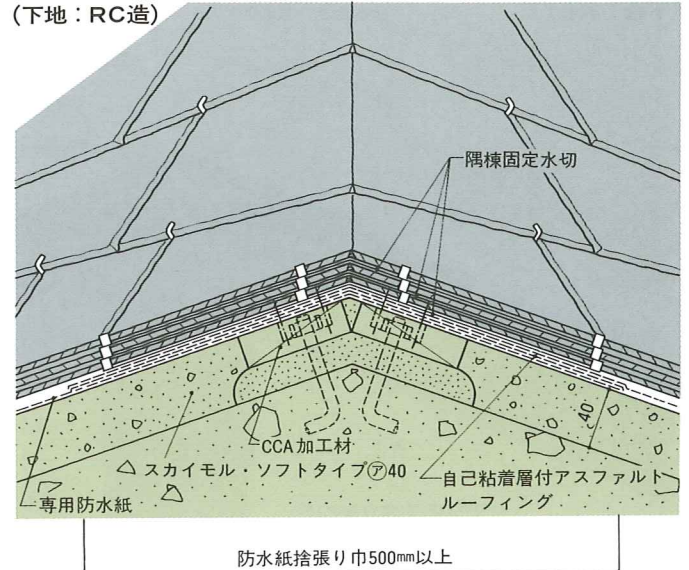 (下地：RC造)
隅棟固定水切
40
CCA加工材
スカイモル・ソフトタイプ㋐40
自己粘着層付アスファルト
ルーフィング
専用防水紙
防水紙捨張り巾500㎜以上